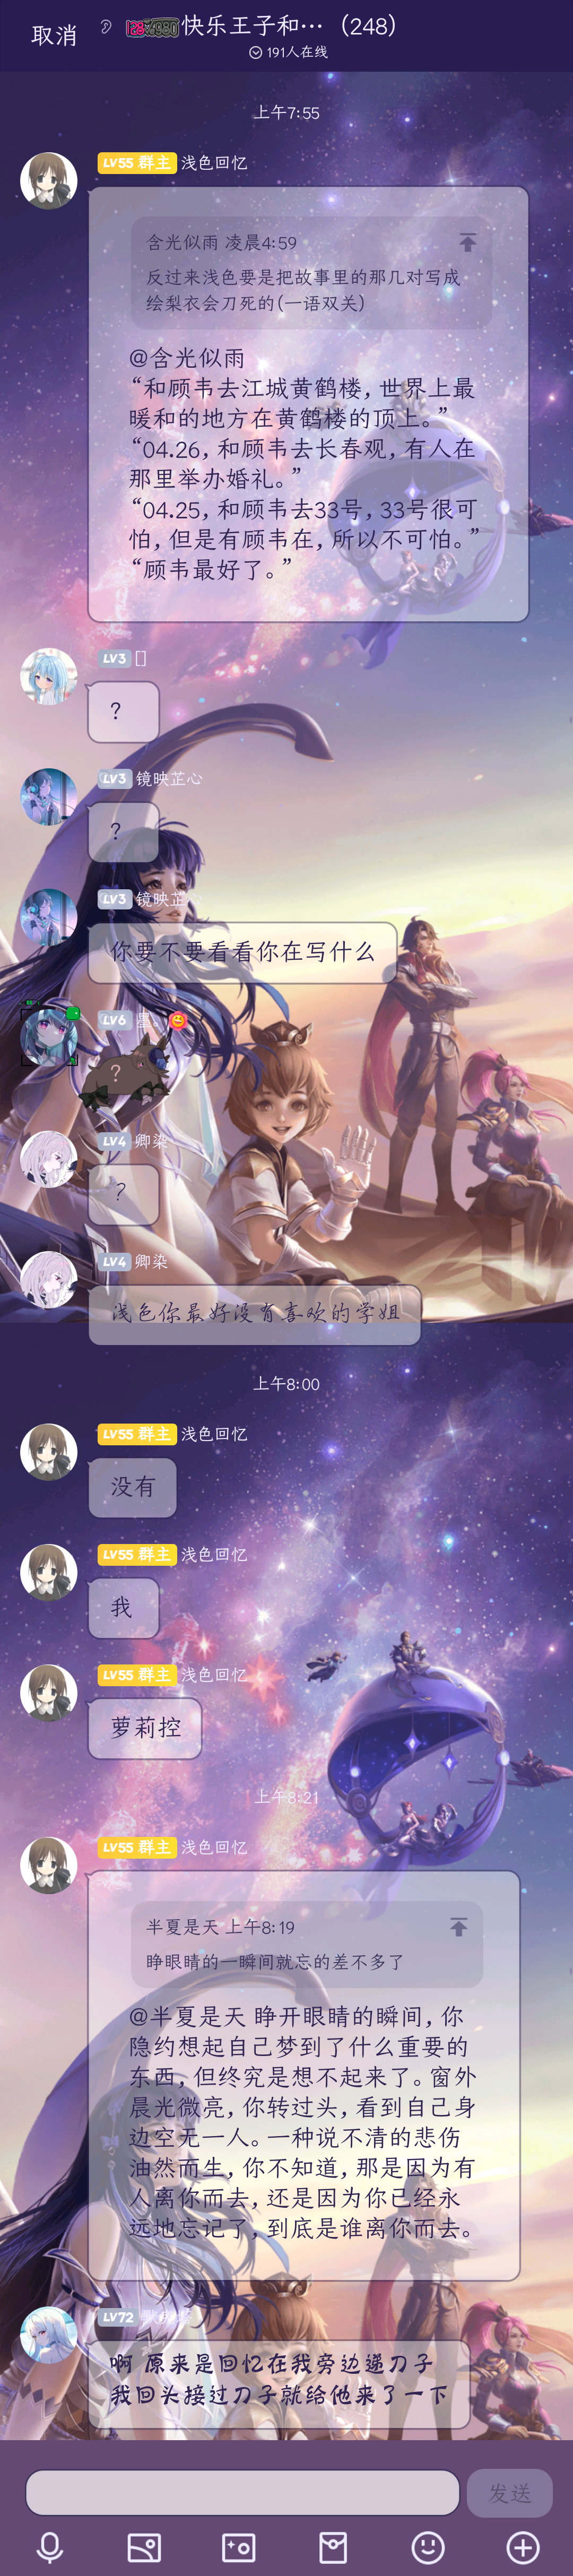 取消
快乐王子和… （248）
191人在线
上午7:55
LV55 群主 浅色回忆
含光似雨 凌晨4:59
反过来浅色要是把故事里的那几对写成
绘梨衣会刀死的(一语双关)
@含光似雨
“和顾韦去江城黄鹤楼，世界上最
暖和的地方在黄鹤楼的顶上。”
“04.26，和顾韦去长春观，有人在
那里举办婚礼。”
“04.25，和顾韦去33号，33号很可
怕，但是有顾韦在，所以不可怕。”
“顾韦最好了。”
LV3 []
?
LV3 镜映芷心
?
LV3 镜映芷心
你要不要看看你在写什么
LV6
?
LV4 卿染
?
LV4 卿染
浅色你最好没有喜欢的学姐
上午8:00
LV55 群主 浅色回忆
没有
LV55 群主 浅色回忆
我
LV55 群主 浅色回忆
萝莉控
上午8:21
LV55 群主 浅色回忆
半夏是天 上午8:19
睁眼睛的一瞬间就忘的差不多了
@半夏是天 睁开眼睛的瞬间，你
隐约想起自己梦到了什么重要的
东西，但终究是想不起来了。窗外
晨光微亮，你转过头，看到自己身
边空无一人。一种说不清的悲伤
油然而生，你不知道，那是因为有
人离你而去，还是因为你已经永
远地忘记了，到底是谁离你而去。
LV72
啊 原来是回忆在我旁边递刀子
我回头接过刀子就给他来了一下
发送